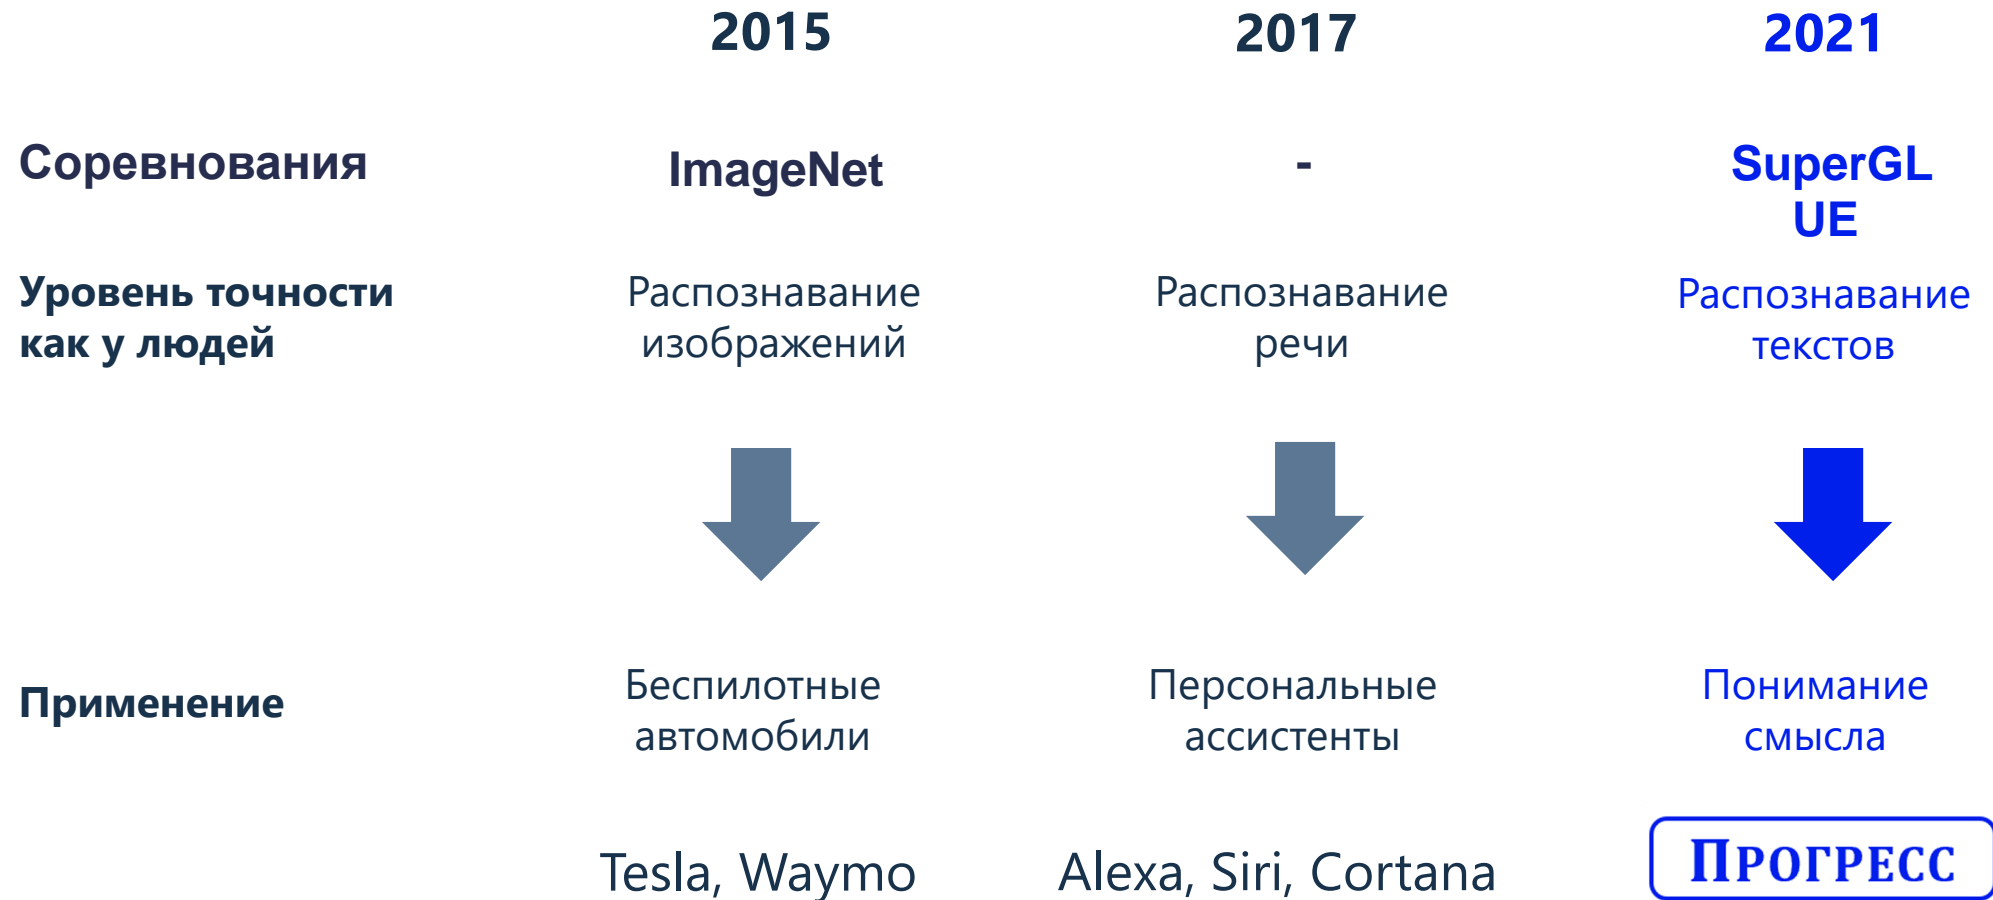 2015 2017 2021
Соревнования ImageNet - SuperGL
UE
Уровень точности Распознавание Распознавание Распознавание
как у людей изображений речи текстов
Применение Беспилотные Персональные Понимание
автомобили ассистенты смысла
Tesla, Waymo Alexa, Siri, Cortana ПРОГРЕСС